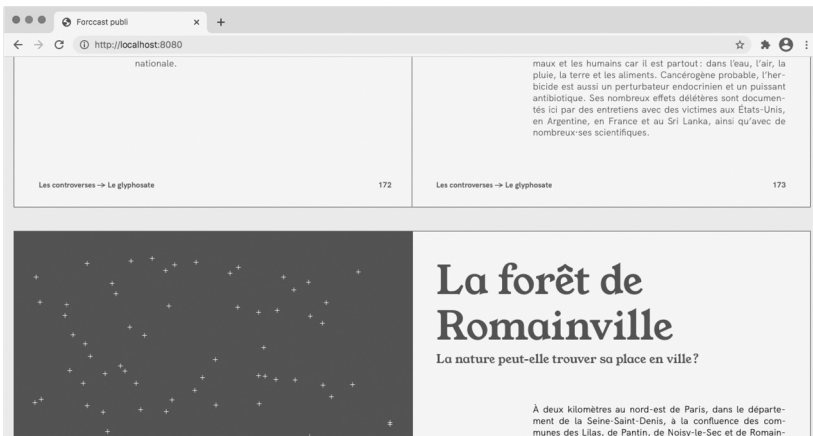 Forccast publi
http://localhost:8080
nationale.
maux et les humains car il est partout : dans l'eau, l'air, la
pluie, la terre et les aliments. Cancérogène probable, l'her-
bicide est aussi un perturbateur endocrinien et un puissant
antibiotique. Ses nombreux effets délétères sont documen-
tés ici par des entretiens avec des victimes aux États-Unis,
en Argentine, en France et au Sri Lanka, ainsi qu'avec de
nombreux·ses scientifiques.
Les controverses → Le glyphosate 172
Les controverses → Le glyphosate 173
La forêt de
Romainville
La nature peut-elle trouver sa place en ville ?
À deux kilomètres au nord-est de Paris, dans le départe-
ment de la Seine-Saint-Denis, à la confluence des com-
munes des Lilas, de Pantin, de Noisy-le-Sec et de Romain-